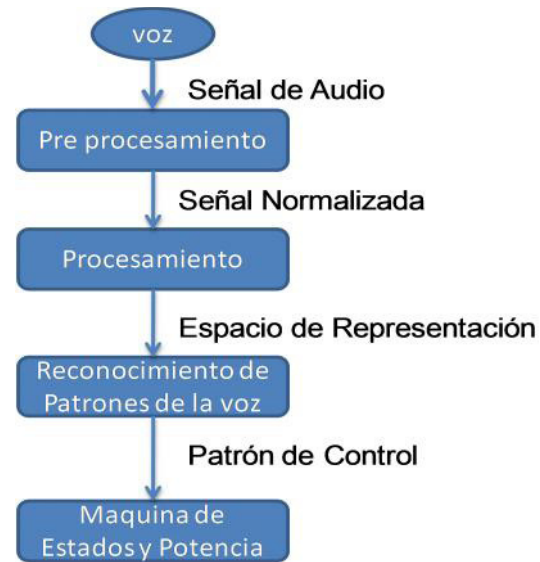 voz
Señal de Audio
Pre procesamiento
Señal Normalizada
Procesamiento
Espacio de Representación
Reconocimiento de
Patrones de la voz
Patrón de Control
Maquina de
Estados y Potencia